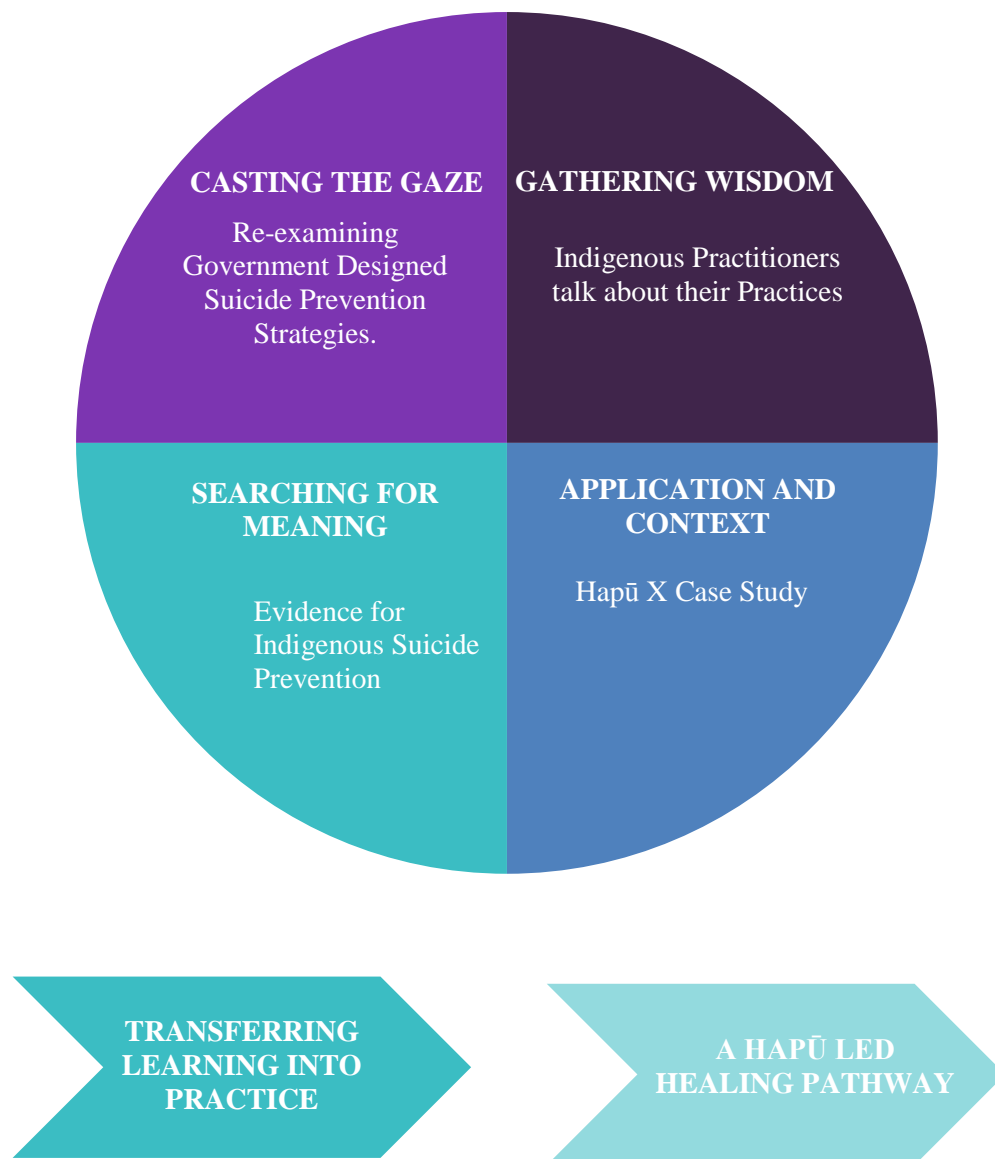 CASTING THE GAZE
Re-examining
Government Designed
Suicide Prevention
Strategies.
GATHERING WISDOM
Indigenous Practitioners
talk about their Practices
SEARCHING FOR
MEANING
Evidence for
Indigenous Suicide
Prevention
APPLICATION AND
CONTEXT
Hapū X Case Study
TRANSFERRING
LEARNING INTO
PRACTICE
A HAPŪ LED
HEALING PATHWAY